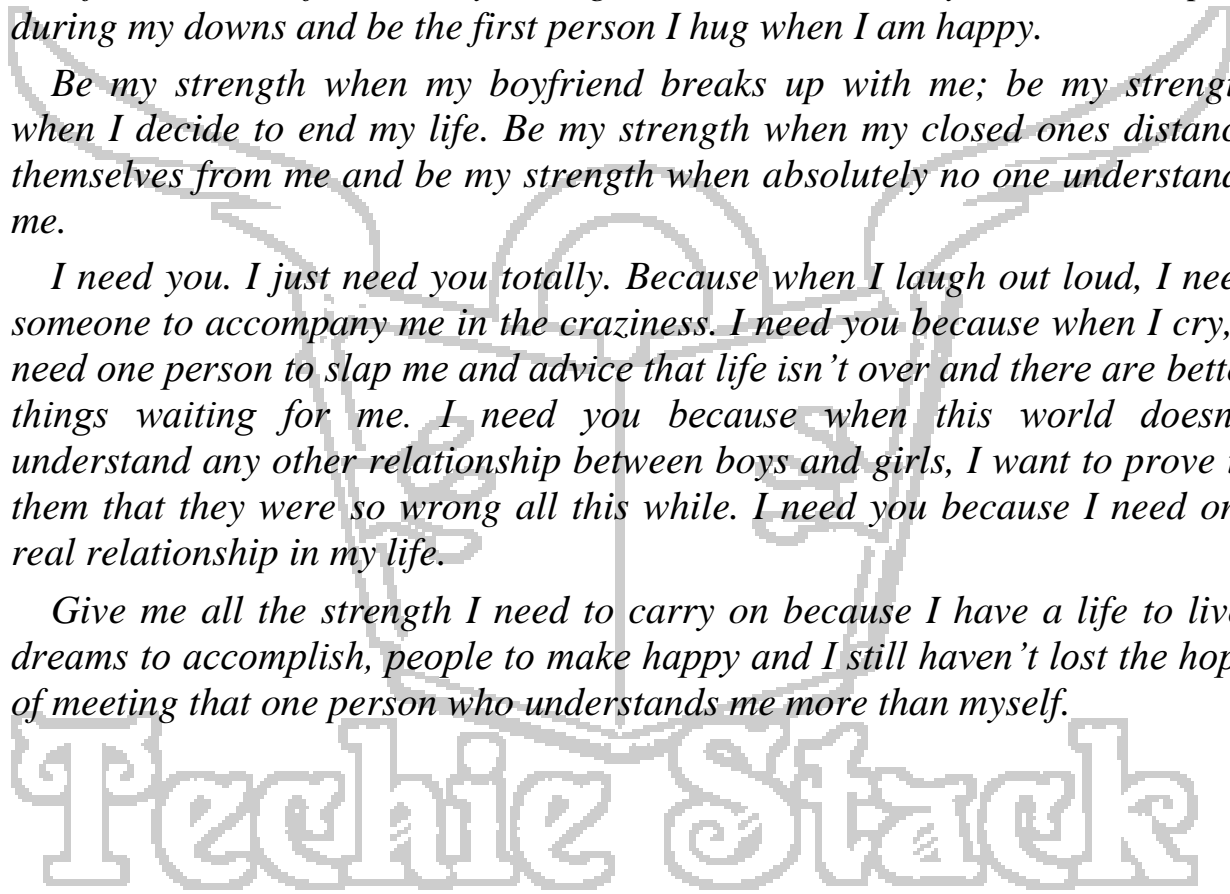 during my downs and be the first person I hug when I am happy.
Be my strength when my boyfriend breaks up with me; be my strengt
when I decide to end my life. Be my strength when my closed ones distanc
themselves from me and be my strength when absolutely no one understand
me.
I need you. I just need you totally. Because when I laugh out loud, I nee
someone to accompany me in the craziness. I need you because when I cry,
need one person to slap me and advice that life isn’t over and there are bette
things waiting for me. I need you because when this world doesn
understand any other relationship between boys and girls, I want to prove t
them that they were so wrong all this while. I need you because I need on
real relationship in my life.
Give me all the strength I need to carry on because I have a life to live
dreams to accomplish, people to make happy and I still haven’t lost the hop
of meeting that one person who understands me more than myself.
Techie Stack